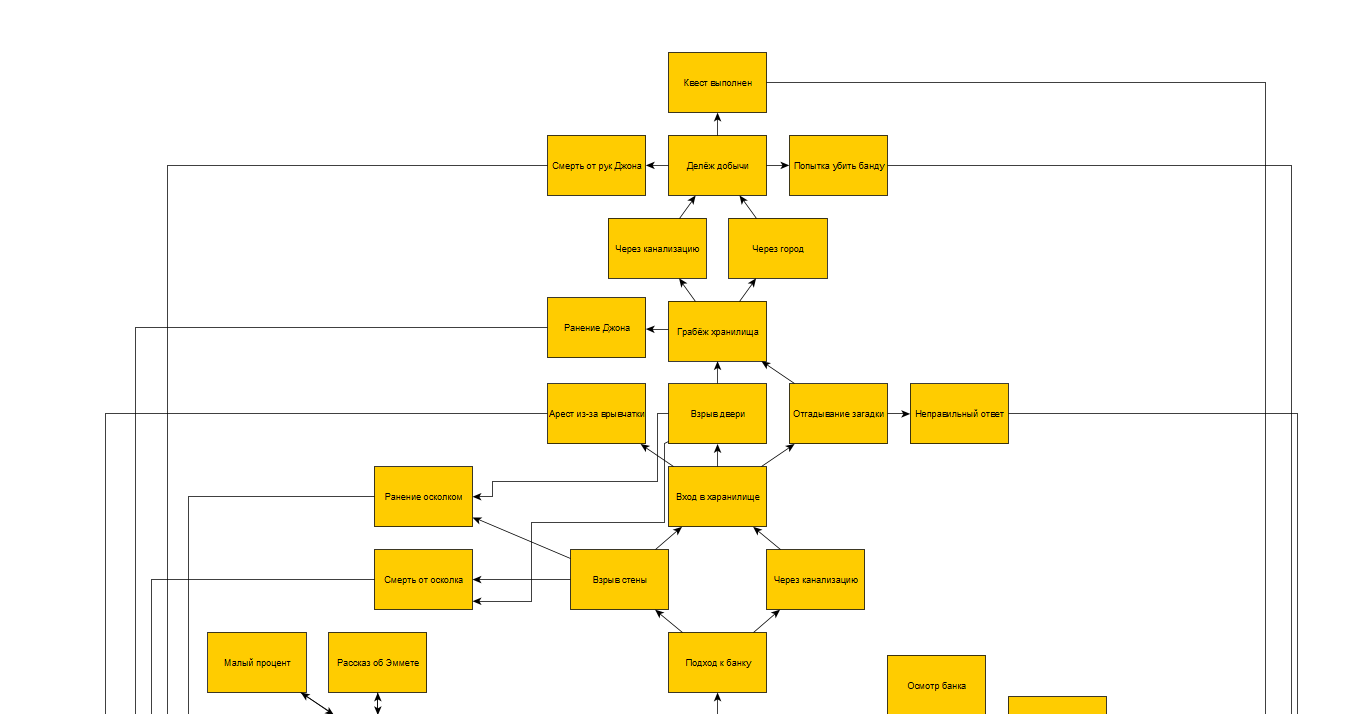 Квест выполнен
Смерть от рук Джона
Делёж добычи
Попытка убить банду
Через канализацию
Через город
Ранение Джона
Грабёж хранилища
Арест из-за врывчатки
Взрыв двери
Отгадывание загадки
Неправильный ответ
Ранение осколком
Вход в харанилище
Смерть от осколка
Взрыв стены
Через канализацию
Малый процент
Рассказ об Эммете
Подход к банку
Осмотр банка